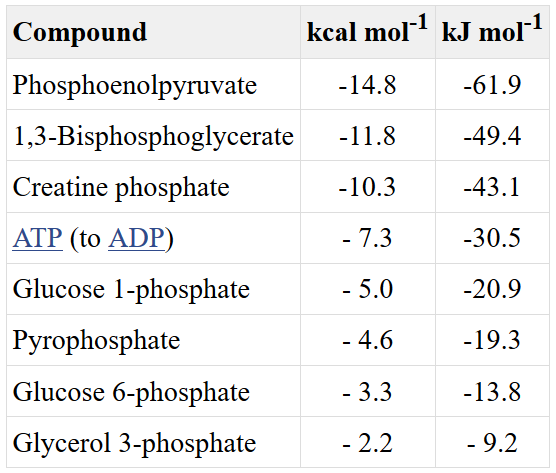 Compound kcal mol-1 kJ mol-1
Phosphoenolpyruvate -14.8 -61.9
1,3-Bisphosphoglycerate -11.8 -49.4
Creatine phosphate -10.3 -43.1
ATP (to ADP) - 7.3 -30.5
Glucose 1-phosphate - 5.0 -20.9
Pyrophosphate - 4.6 -19.3
Glucose 6-phosphate - 3.3 -13.8
Glycerol 3-phosphate - 2.2 - 9.2